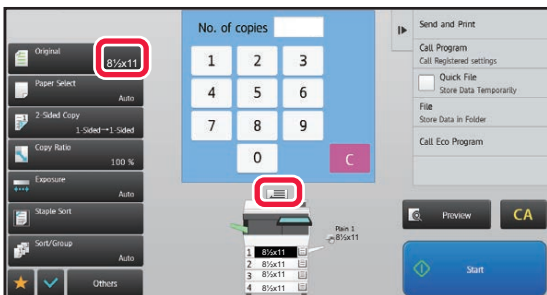 No. of copies
Original
8½x11
Paper Select
Auto
2-Sided Copy
1-Sided→1-Sided
Copy Ratio
100 %
Exposure
Auto
Staple Sort
Sort/Group
Auto
Others
1 2 3
4 5 6
7 8 9
0 C
Plain 1
8½x11
1 8½x11
2 8½x11
3 8½x11
4 8½x11
Send and Print
Call Program
Call Registered settings
Quick File
Store Data Temporarily
File
Store Data in Folder
Call Eco Program
Preview
CA
Start